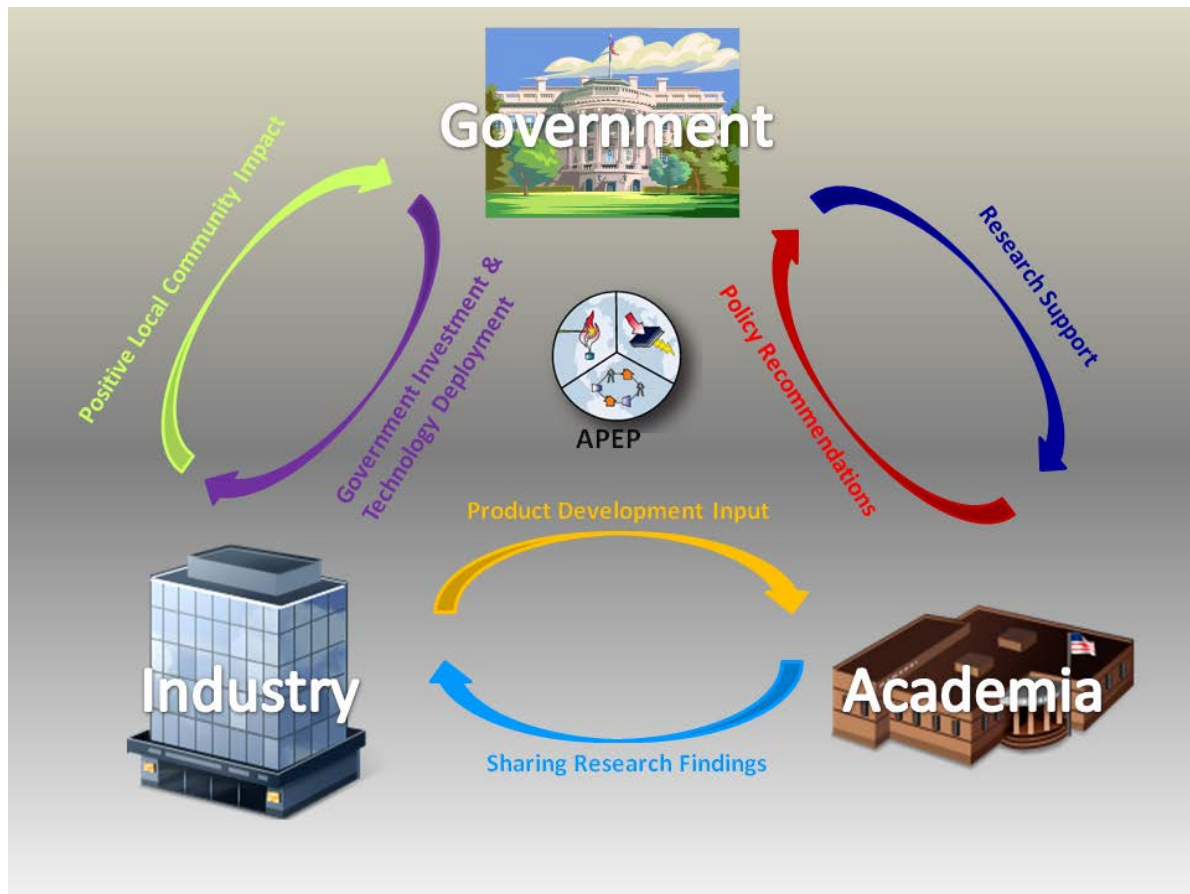 Government
Positive Local Community Impact
Government Investment &
Technology Deployment
Research Support
Policy Recommendations
APEP
Product Development Input
Industry
Academia
Sharing Research Findings